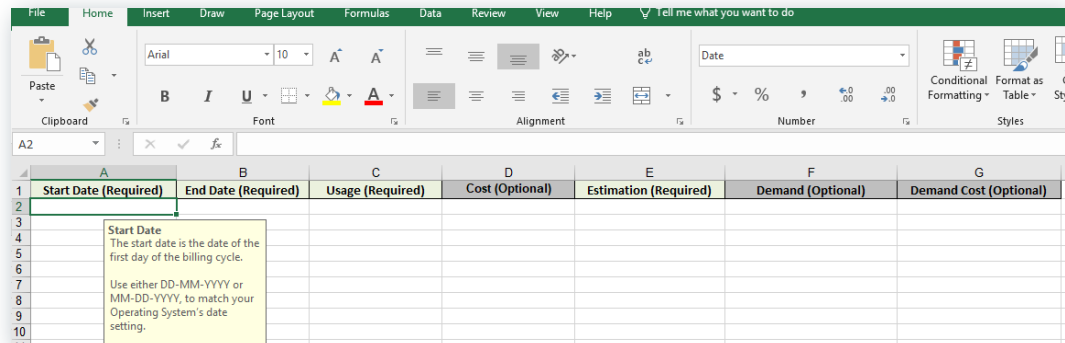 File Home Insert Draw Page Layout Formulas Data Review View Help Tell me what you want to do
Arial 10 A A ab Date
Paste B I U A $ % , .00 .00 Conditional Format as
Formatting Table
Clipboard Font Alignment Number Styles
A2 fx
A B C D E F G
1 Start Date (Required) End Date (Required) Usage (Required) Cost (Optional) Estimation (Required) Demand (Optional) Demand Cost (Optional)
2
3
Start Date
4 The start date is the date of the
5 first day of the billing cycle.
6
7 Use either DD-MM-YYYY or
8 MM-DD-YYYY, to match your
9 Operating System's date
10 setting.